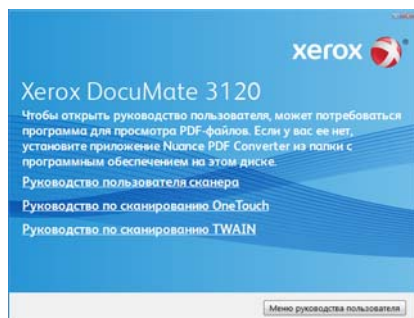 xerox
Xerox DocuMate 3120
Чтобы открыть руководство пользователя, может потребоваться
программа для просмотра PDF-файлов. Если у вас ее нет,
установите приложение Nuance PDF Converter из папки с
программным обеспечением на этом диске.
Руководство пользователя сканера
Руководство по сканированию OneTouch
Руководство по сканированию TWAIN
Меню руководства пользователя